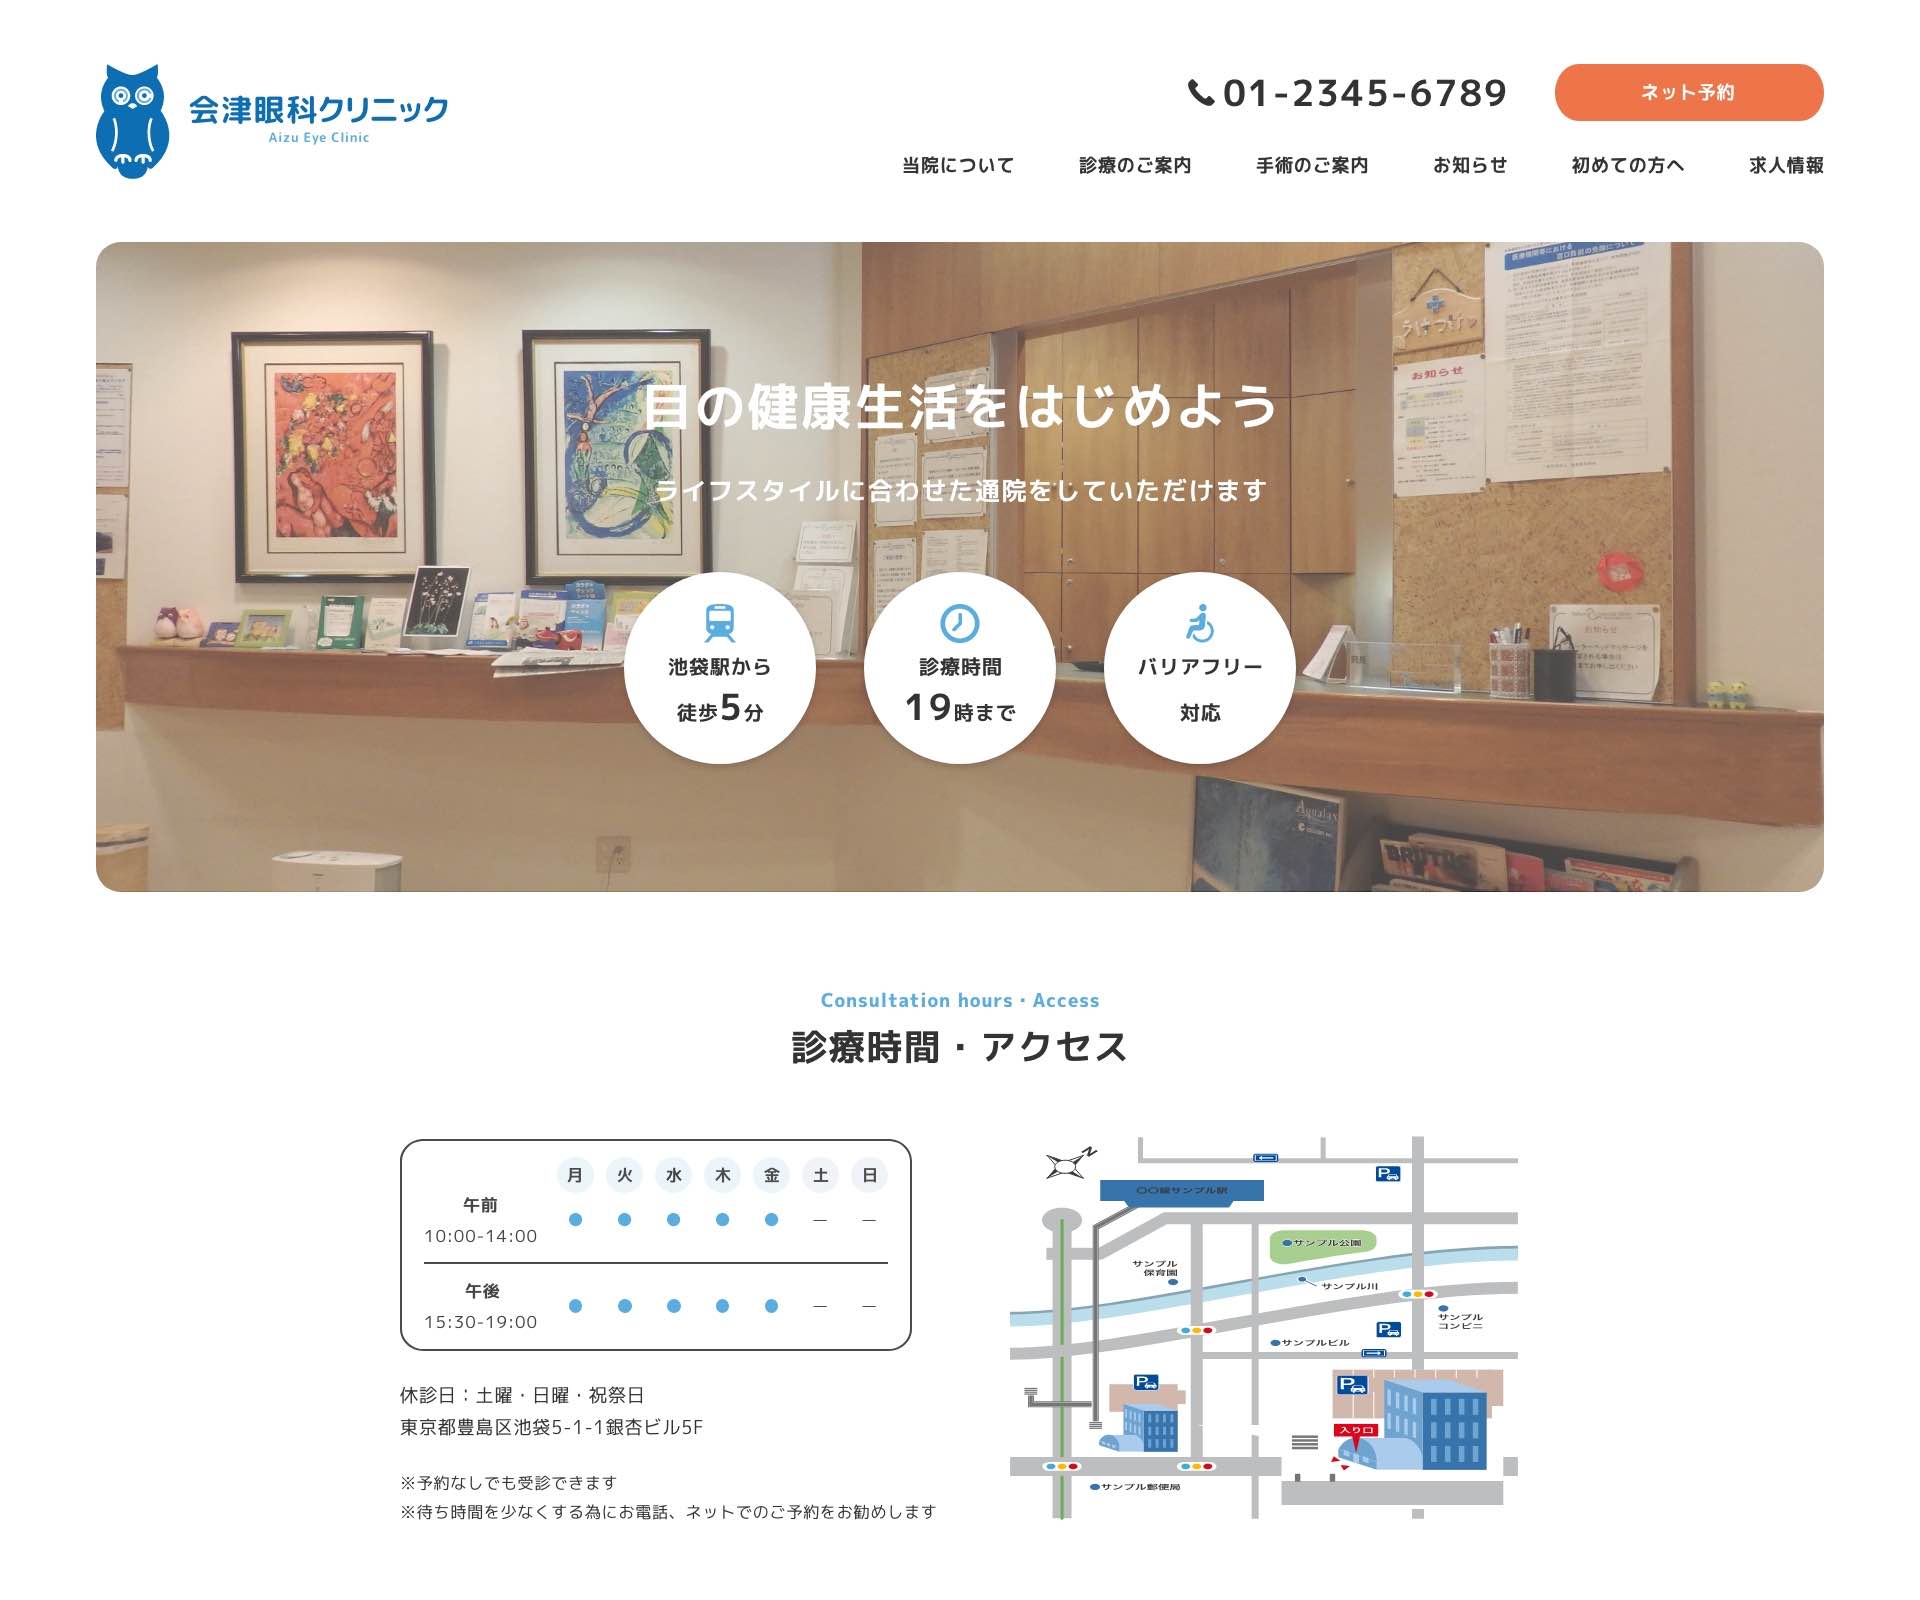 会津眼科クリニック
Aizu Eye Clinic
01-2345-6789
ネット予約
当院について
診療のご案内
手術のご案内
お知らせ
初めての方へ
求人情報
うけつけ
お知らせ
目の健康生活をはじめよう
ライフスタイルに合わせた通院をしていただけます
池袋駅から
徒歩5分
診療時間
19時まで
バリアフリー
対応
お知らせ
BRUTUS
Consultation hours・Access
診療時間・アクセス
月 火 水 木 金 土 日
午前
10:00-14:00
● ● ● ● ● — —
午後
15:30-19:00
● ● ● ● ● — —
休診日：土曜・日曜・祝祭日
東京都豊島区池袋5-1-1銀杏ビル5F
※予約なしでも受診できます
※待ち時間を少なくする為にお電話、ネットでのご予約をお勧めします
N
P
〇〇線サンプル駅
サンプル公園
サンプル
保育園
サンプル川
サンプル
コンビニ
P
サンプルビル
P
P
入り口
サンプル郵便局